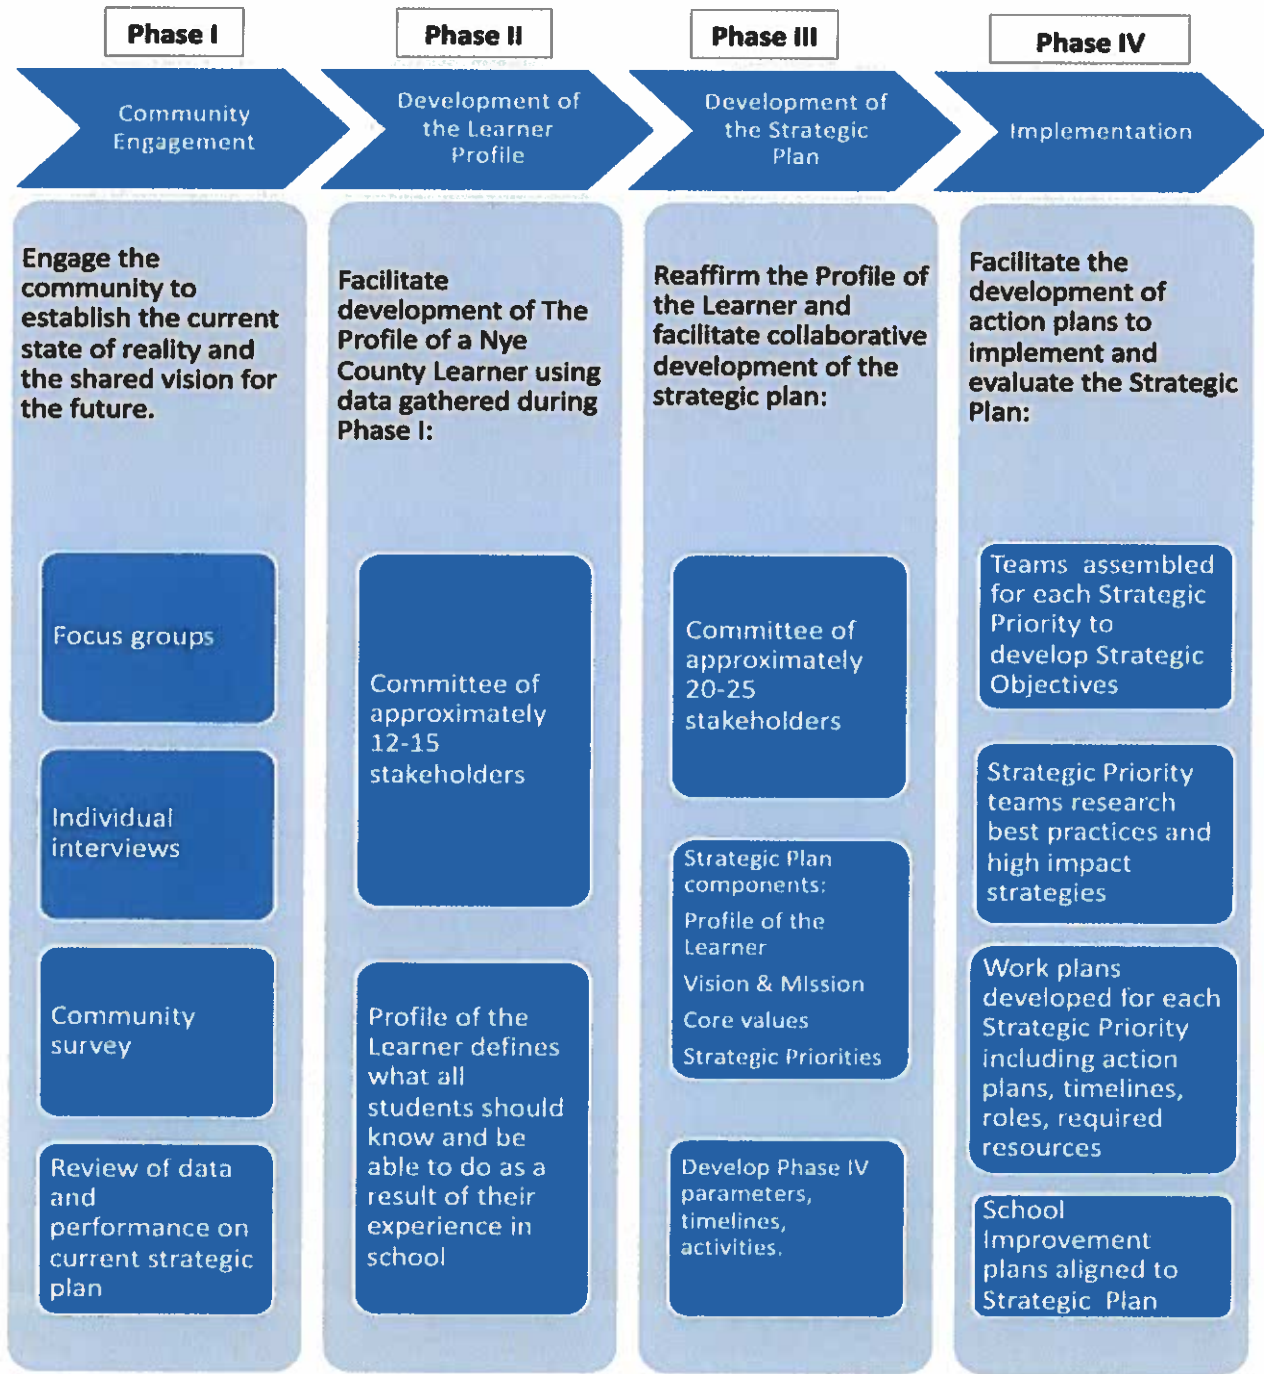 Phase I
Phase II
Phase III
Phase IV
Community
Engagement
Development of
the Learner
Profile
Development of
the Strategic
Plan
Implementation
Engage the
community to
establish the current
state of reality and
the shared vision for
the future.
Focus groups
Individual
interviews
Community
survey
Review of data
and
performance on
current strategic
plan
Facilitate
development of The
Profile of a Nye
County Learner using
data gathered during
Phase I:
Committee of
approximately
12-15
stakeholders
Profile of the
Learner defines
what all
students should
know and be
able to do as a
result of their
experience in
school
Reaffirm the Profile of
the Learner and
facilitate collaborative
development of the
strategic plan:
Committee of
approximately
20-25
stakeholders
Strategic Plan
components:
Profile of the
Learner
Vision & Mission
Core values
Strategic Priorities
Develop Phase IV
parameters,
timelines,
activities.
Facilitate the
development of
action plans to
implement and
evaluate the Strategic
Plan:
Teams assembled
for each Strategic
Priority to
develop Strategic
Objectives
Strategic Priority
teams research
best practices and
high impact
strategies
Work plans
developed for each
Strategic Priority
including action
plans, timelines,
roles, required
resources
School
Improvement
plans aligned to
Strategic Plan